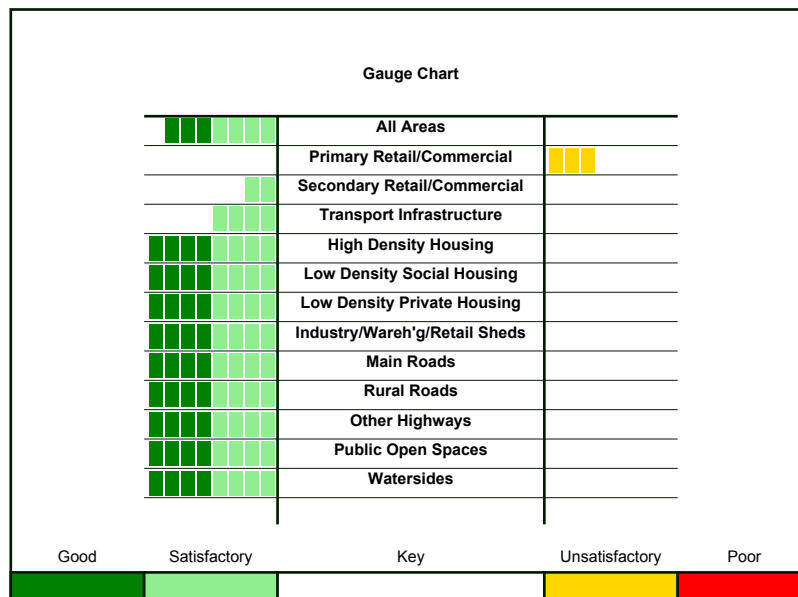 Gauge Chart
All Areas
Primary Retail/Commercial
Secondary Retail/Commercial
Transport Infrastructure
High Density Housing
Low Density Social Housing
Low Density Private Housing
Industry/Wareh'g/Retail Sheds
Main Roads
Rural Roads
Other Highways
Public Open Spaces
Watersides
Good Satisfactory Key Unsatisfactory Poor